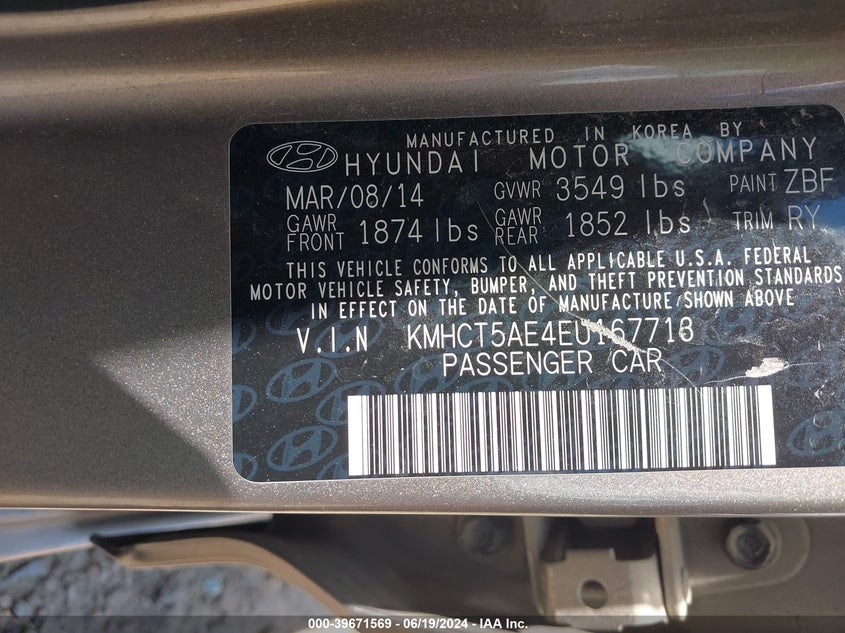 MANUFACTURED IN KOREA BY
HYUNDAI MOTOR COMPANY
MAR/08/14 GVWR 3549 lbs PAINT ZBF
GAWR FRONT 1874 lbs GAWR REAR 1852 lbs TRIM RY
THIS VEHICLE CONFORMS TO ALL APPLICABLE U.S.A. FEDERAL
MOTOR VEHICLE SAFETY, BUMPER, AND THEFT PREVENTION STANDARDS
IN EFFECT ON THE DATE OF MANUFACTURE SHOWN ABOVE
V.I.N KMHCT5AE4EU167713
PASSENGER CAR
000-39671569 - 06/19/2024 - IAA, Inc.